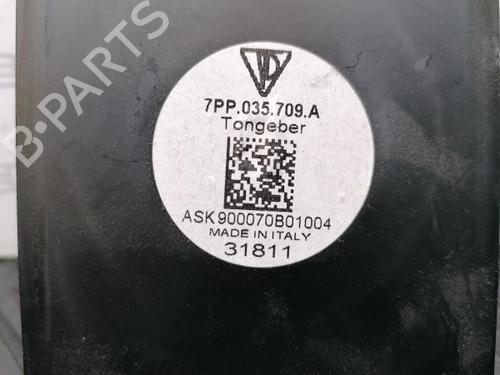 7PP.035.709.A
Tongeber
ASK900070B01004
MADE IN ITALY
31811
B-PARTS